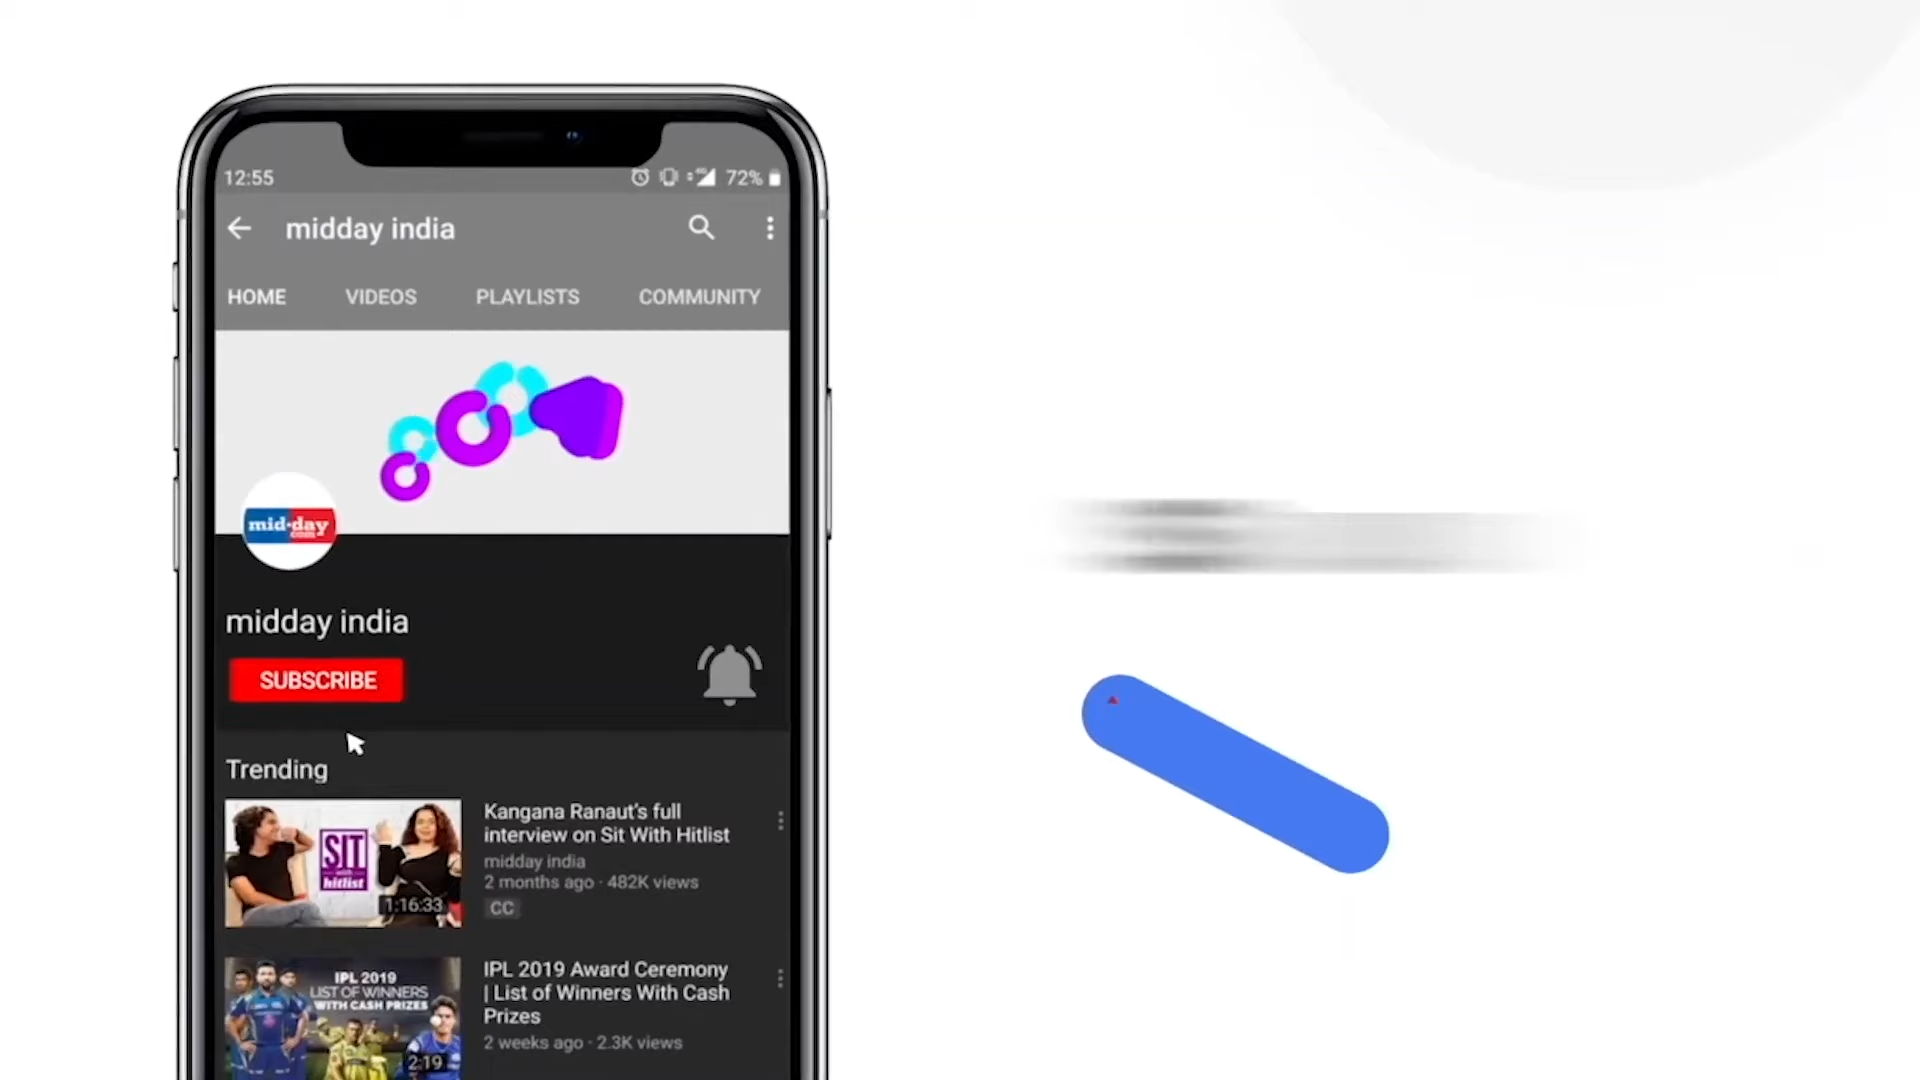 12:55
72%
midday india
HOME VIDEOS PLAYLISTS COMMUNITY
mid-day
com
midday india
SUBSCRIBE
Trending
SIT
with
hitlist
1:16:33
Kangana Ranaut's full
interview on Sit With Hitlist
midday india
2 months ago · 482K views
CC
IPL 2019
LIST OF WINNERS
WITH CASH PRIZES
2:19
IPL 2019 Award Ceremony
| List of Winners With Cash
Prizes
2 weeks ago · 2.3K views